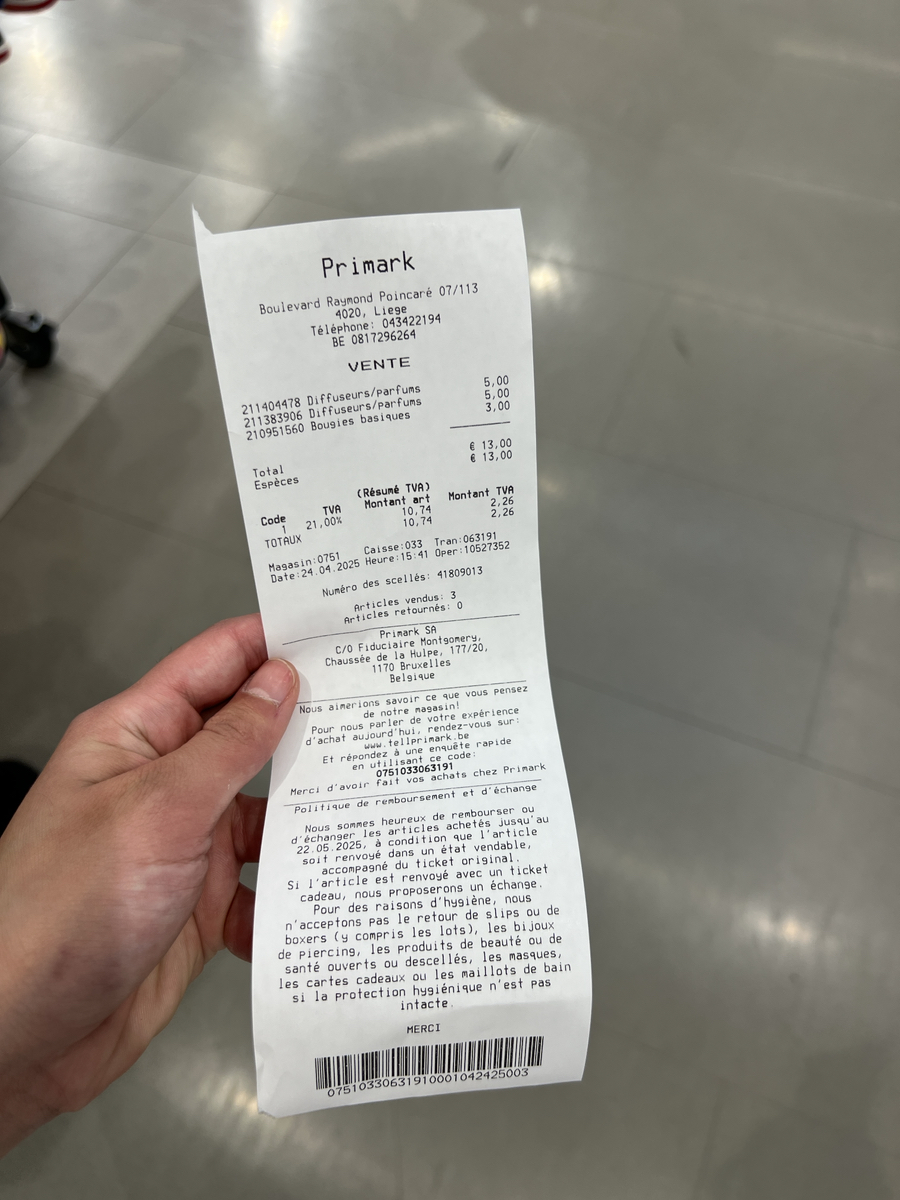 Primark
Boulevard Raymond Poincaré 07/113
4020, Liege
Téléphone: 043422194
BE 0817296264
VENTE
211404478 Diffuseurs/parfums 5,00
211383906 Diffuseurs/parfums 5,00
210951560 Bougies basiques 3,00
Total € 13,00
Espèces € 13,00
(Résumé TVA)
Code TVA Montant art Montant TVA
1 21,00% 10,74 2,26
TOTAUX 10,74 2,26
Magasin:0751 Caisse:033 Tran:063191
Date:24.04.2025 Heure:15:41 Oper:10527352
Numéro des scellés: 41809013
Articles vendus: 3
Articles retournés: 0
Primark SA
C/O Fiduciaire Montgomery,
Chaussée de la Hulpe, 177/20,
1170 Bruxelles
Belgique
Nous aimerions savoir ce que vous pensez
de notre magasin!
Pour nous parler de votre expérience
d'achat aujourd'hui, rendez-vous sur:
www.tellprimark.be
Et répondez à une enquête rapide
en utilisant ce code:
0751033063191
Merci d'avoir fait vos achats chez Primark
Politique de remboursement et d'échange
Nous sommes heureux de rembourser ou
d'échanger les articles achetés jusqu'au
22.05.2025, à condition que l'article
soit renvoyé dans un état vendable,
accompagné du ticket original.
Si l'article est renvoyé avec un ticket
cadeau, nous proposerons un échange.
Pour des raisons d'hygiène, nous
n'acceptons pas le retour de slips ou de
boxers (y compris les lots), les bijoux
de piercing, les produits de beauté ou de
santé ouverts ou descellés, les masques,
les cartes cadeaux ou les maillots de bain
si la protection hygiénique n'est pas
intacte.
MERCI
07510330631910001042425003